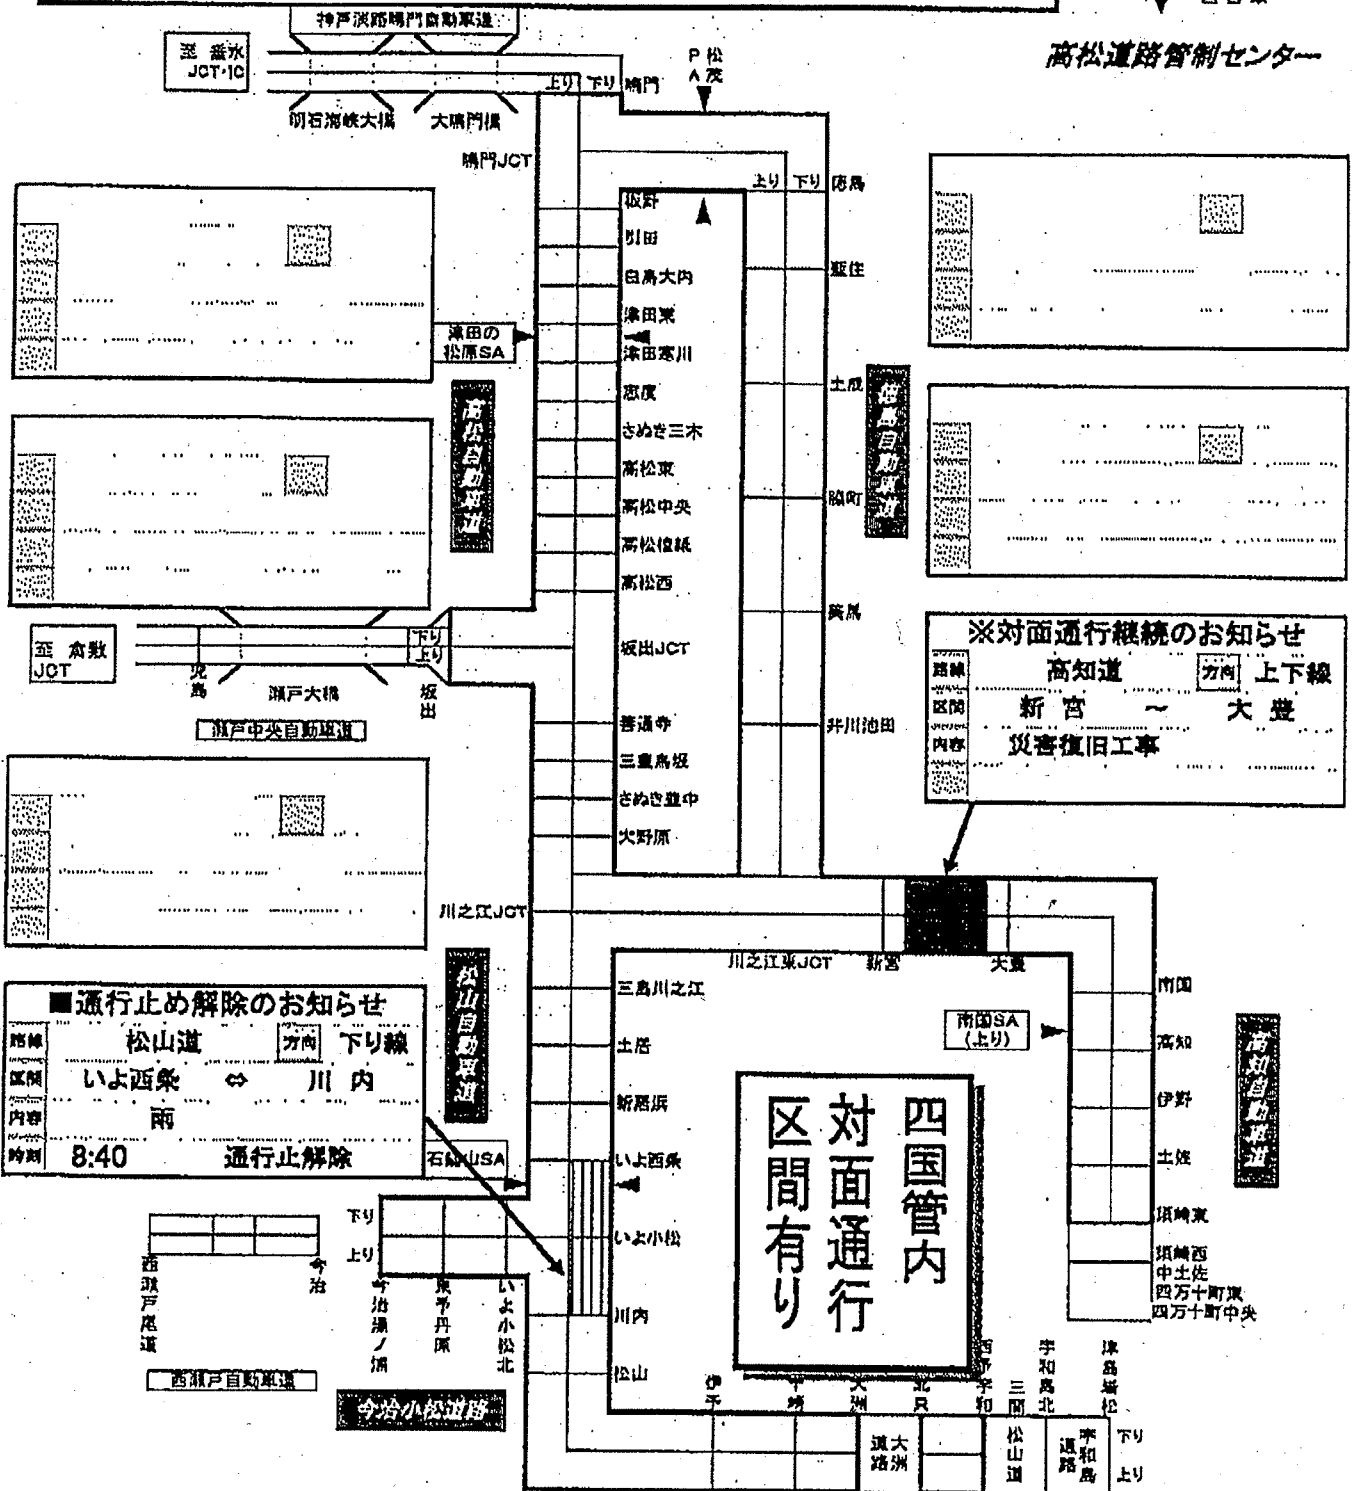 神戸淡路鳴門自動車道
高松道路管制センター
至 垂水
JCT・IC
上り
下り
鳴門
松茂
PA
明石海峡大橋
大鳴門橋
鳴門JCT
上り
下り
徳島
板野
引田
藍住
白鳥大内
津田東
津田の
松原SA
津田寒川
志度
土成
さぬき三木
高松自動車道
徳島自動車道
高松東
脇町
高松中央
高松檀紙
高松西
美馬
至 倉敷
JCT
下り
上り
坂出JCT
児島
瀬戸大橋
坂出
瀬戸中央自動車道
※対面通行継続のお知らせ
路線 高知道 方向 上下線
区間 新宮 ~ 大豊
内容 災害復旧工事
善通寺
井川池田
三豊鳥坂
さぬき豊中
大野原
川之江JCT
川之江東JCT
新宮
大豊
松山自動車道
三島川之江
南国
■通行止め解除のお知らせ
路線 松山道 方向 下り線
区間 いよ西条 ⇔ 川内
内容 雨
時刻 8:40 通行止解除
南国SA
(上り)
土居
高知
高知自動車道
新居浜
伊野
石鎚山SA
いよ西条
土佐
四国管内
対面通行
区間有り
下り
上り
いよ小松
須崎東
須崎西
中土佐
四万十町東
四万十町中央
西瀬戸尾道
今治
今治湯ノ浦
東予丹原
いよ小松北
川内
西瀬戸自動車道
今治小松道路
松山
伊予
大洲
北只
西予宇和
三間
宇和島北
津島岩松
大洲
道路
松山道
宇和島
道路
下り
上り